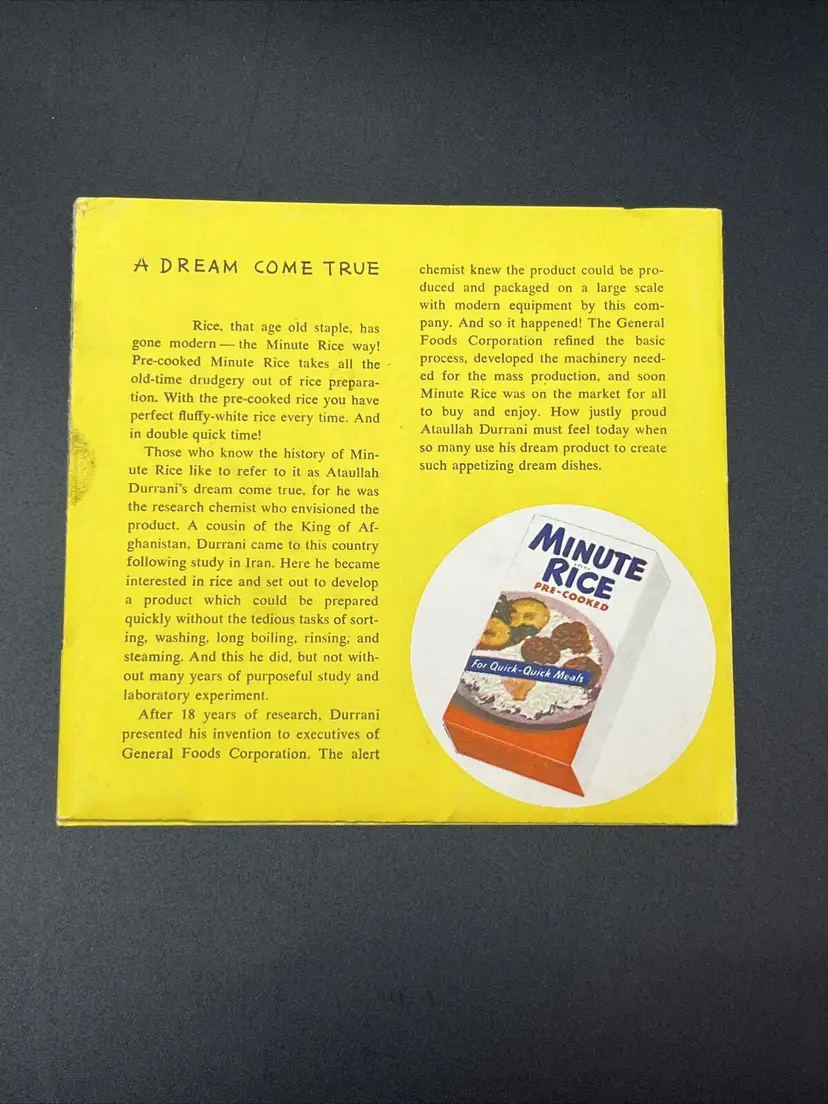 A DREAM COME TRUE
Rice, that age old staple, has
gone modern — the Minute Rice way!
Pre-cooked Minute Rice takes all the
old-time drudgery out of rice prepara-
tion. With the pre-cooked rice you have
perfect fluffy-white rice every time. And
in double quick time!
Those who know the history of Min-
ute Rice like to refer to it as Ataullah
Durrani's dream come true, for he was
the research chemist who envisioned the
product. A cousin of the King of Af-
ghanistan, Durrani came to this country
following study in Iran. Here he became
interested in rice and set out to develop
a product which could be prepared
quickly without the tedious tasks of sort-
ing, washing, long boiling, rinsing, and
steaming. And this he did, but not with-
out many years of purposeful study and
laboratory experiment.
After 18 years of research, Durrani
presented his invention to executives of
General Foods Corporation. The alert
chemist knew the product could be pro-
duced and packaged on a large scale
with modern equipment by this com-
pany. And so it happened! The General
Foods Corporation refined the basic
process, developed the machinery need-
ed for the mass production, and soon
Minute Rice was on the market for all
to buy and enjoy. How justly proud
Ataullah Durrani must feel today when
so many use his dream product to create
such appetizing dream dishes.
MINUTE
RICE
PRE-COOKED
For Quick-Quick Meals